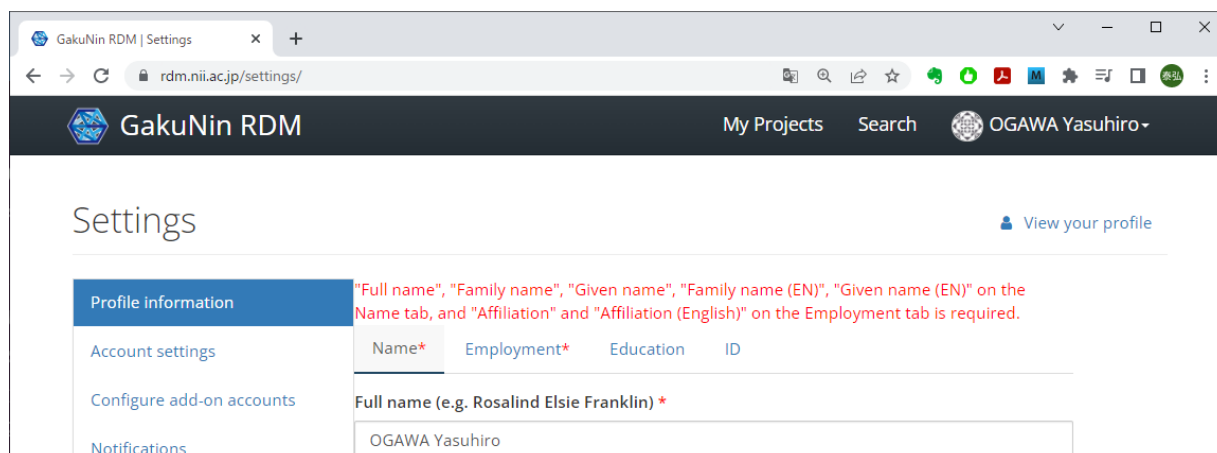 GakuNin RDM | Settings
rdm.nii.ac.jp/settings/
M
泰弘
GakuNin RDM
My Projects
Search
OGAWA Yasuhiro
Settings
View your profile
Profile information
Account settings
Configure add-on accounts
Notifications
"Full name", "Family name", "Given name", "Family name (EN)", "Given name (EN)" on the
Name tab, and "Affiliation" and "Affiliation (English)" on the Employment tab is required.
Name*
Employment*
Education
ID
Full name (e.g. Rosalind Elsie Franklin) *
OGAWA Yasuhiro